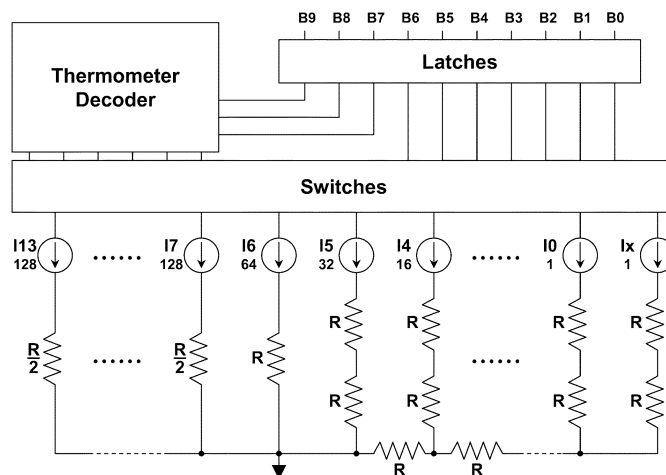 B9 B8 B7 B6 B5 B4 B3 B2 B1 B0
Thermometer
Decoder
Latches
Switches
I13 I7 I6 I5 I4 I0 Ix
128 ...... 128 64 32 16 ...... 1 1
R R R R
R/2 ...... R/2 R ......
R R R R
R R